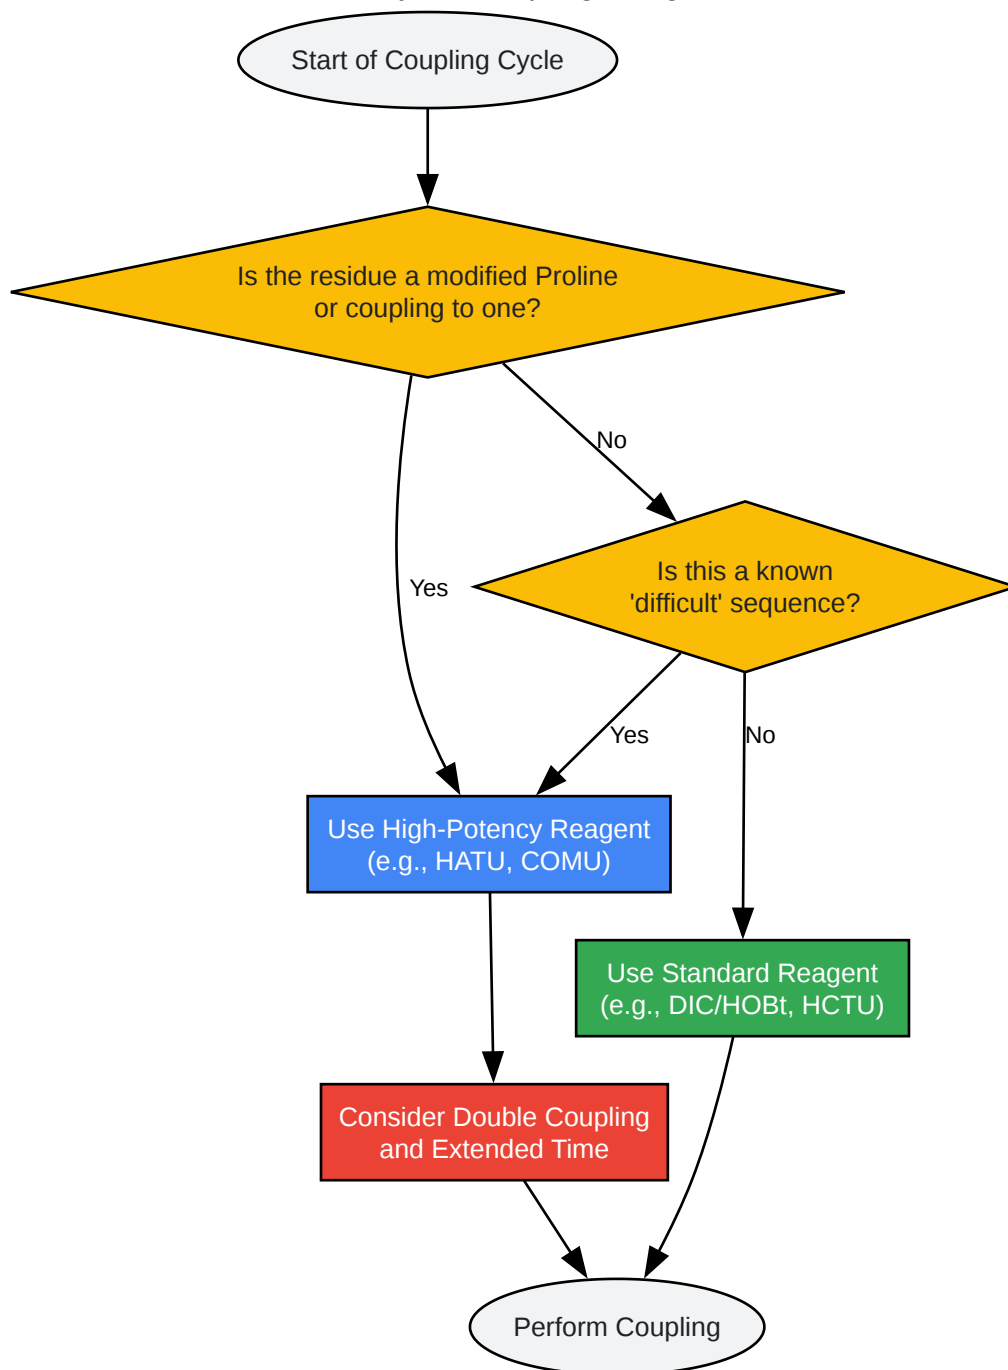 Start of Coupling Cycle
Is the residue a modified Proline
or coupling to one?
No
Is this a known
'difficult' sequence?
Yes
Yes
No
Use High-Potency Reagent
(e.g., HATU, COMU)
Use Standard Reagent
(e.g., DIC/HOBt, HCTU)
Consider Double Coupling
and Extended Time
Perform Coupling